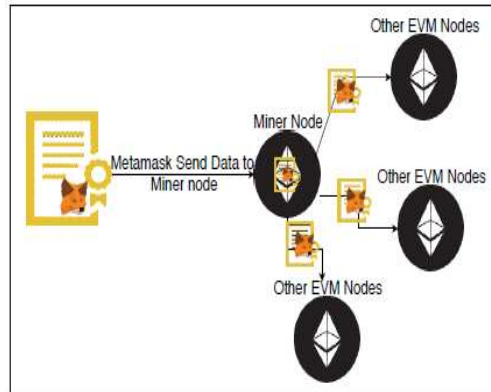 Other EVM Nodes
Miner Node
Metamask Send Data to
Miner node
Other EVM Nodes
Other EVM Nodes